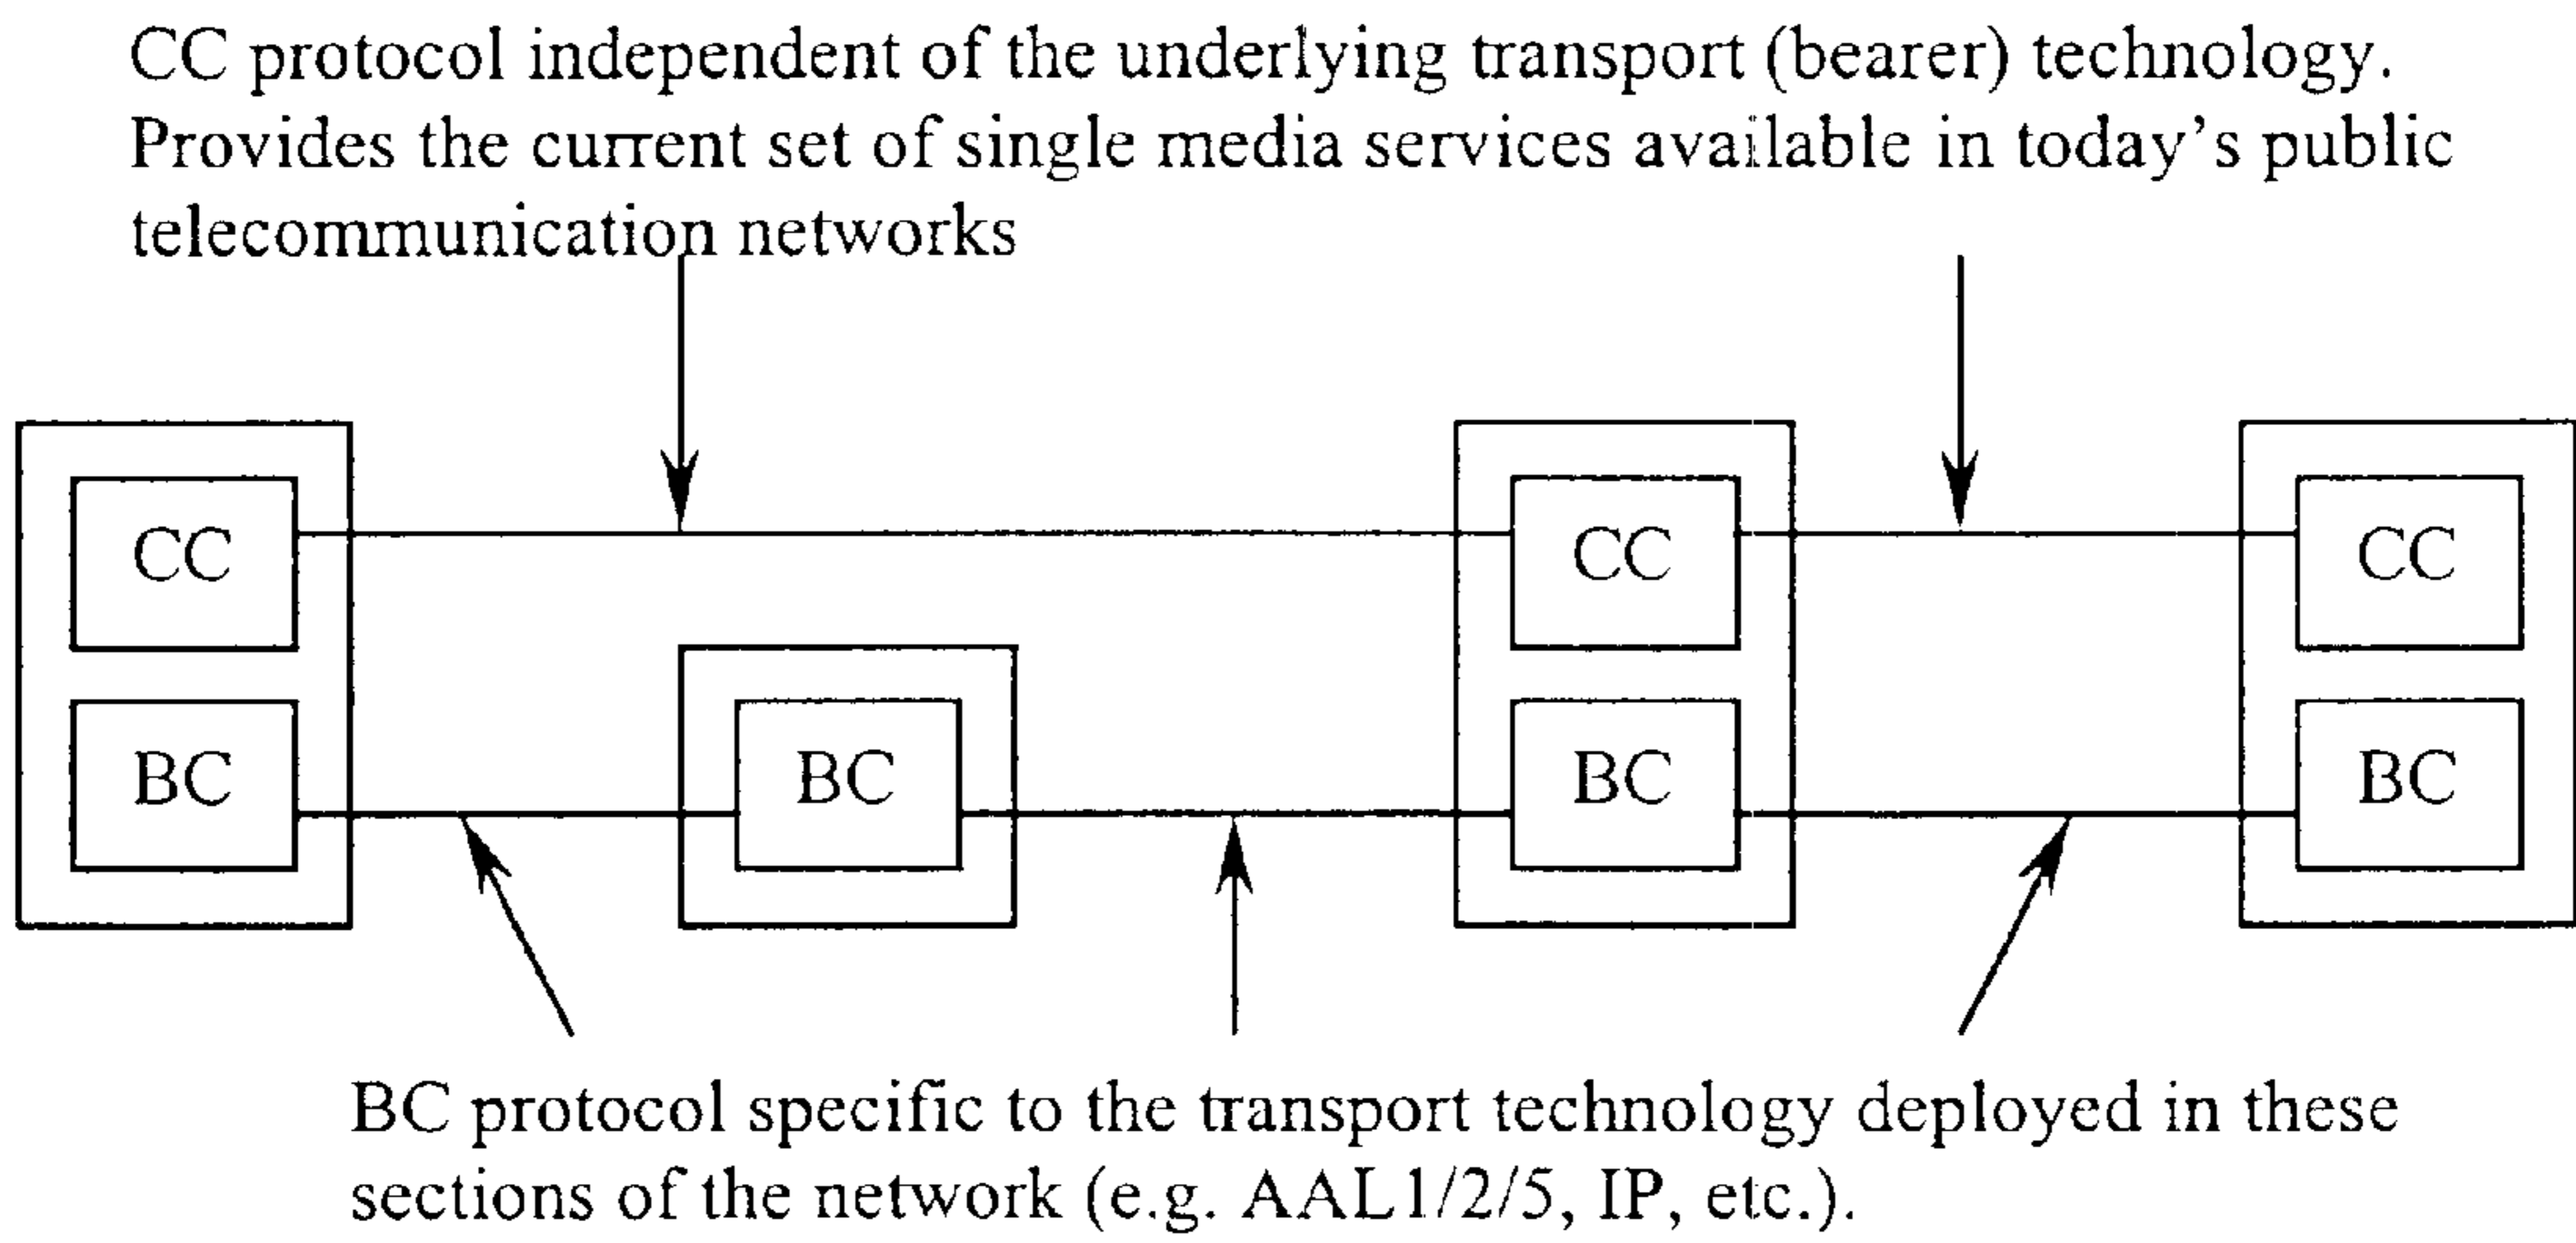 CC protocol independent of the underlying transport (bearer) technology.
Provides the current set of single media services available in today's public
telecommunication networks
CC
CC
CC
BC
BC
BC
BC
BC protocol specific to the transport technology deployed in these
sections of the network (e.g. AAL1/2/5, IP, etc.).